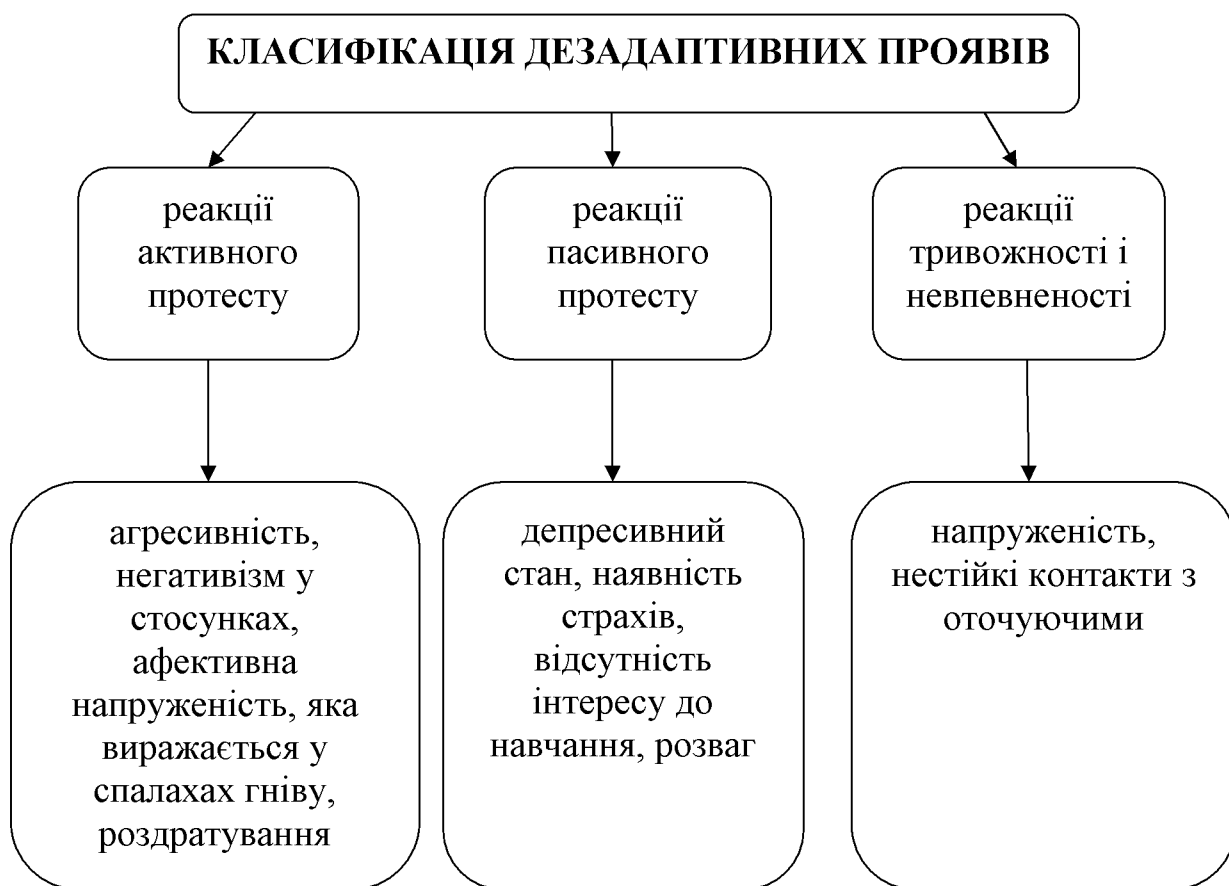 КЛАСИФІКАЦІЯ ДЕЗАДАПТИВНИХ ПРОЯВІВ
реакції
активного
протесту
реакції
пасивного
протесту
реакції
тривожності і
невпевненості
агресивність,
негативізм у
стосунках,
афективна
напруженість, яка
виражається у
спалахах гніву,
роздратування
депресивний
стан, наявність
страхів,
відсутність
інтересу до
навчання, розваг
напруженість,
нестійкі контакти з
оточуючими